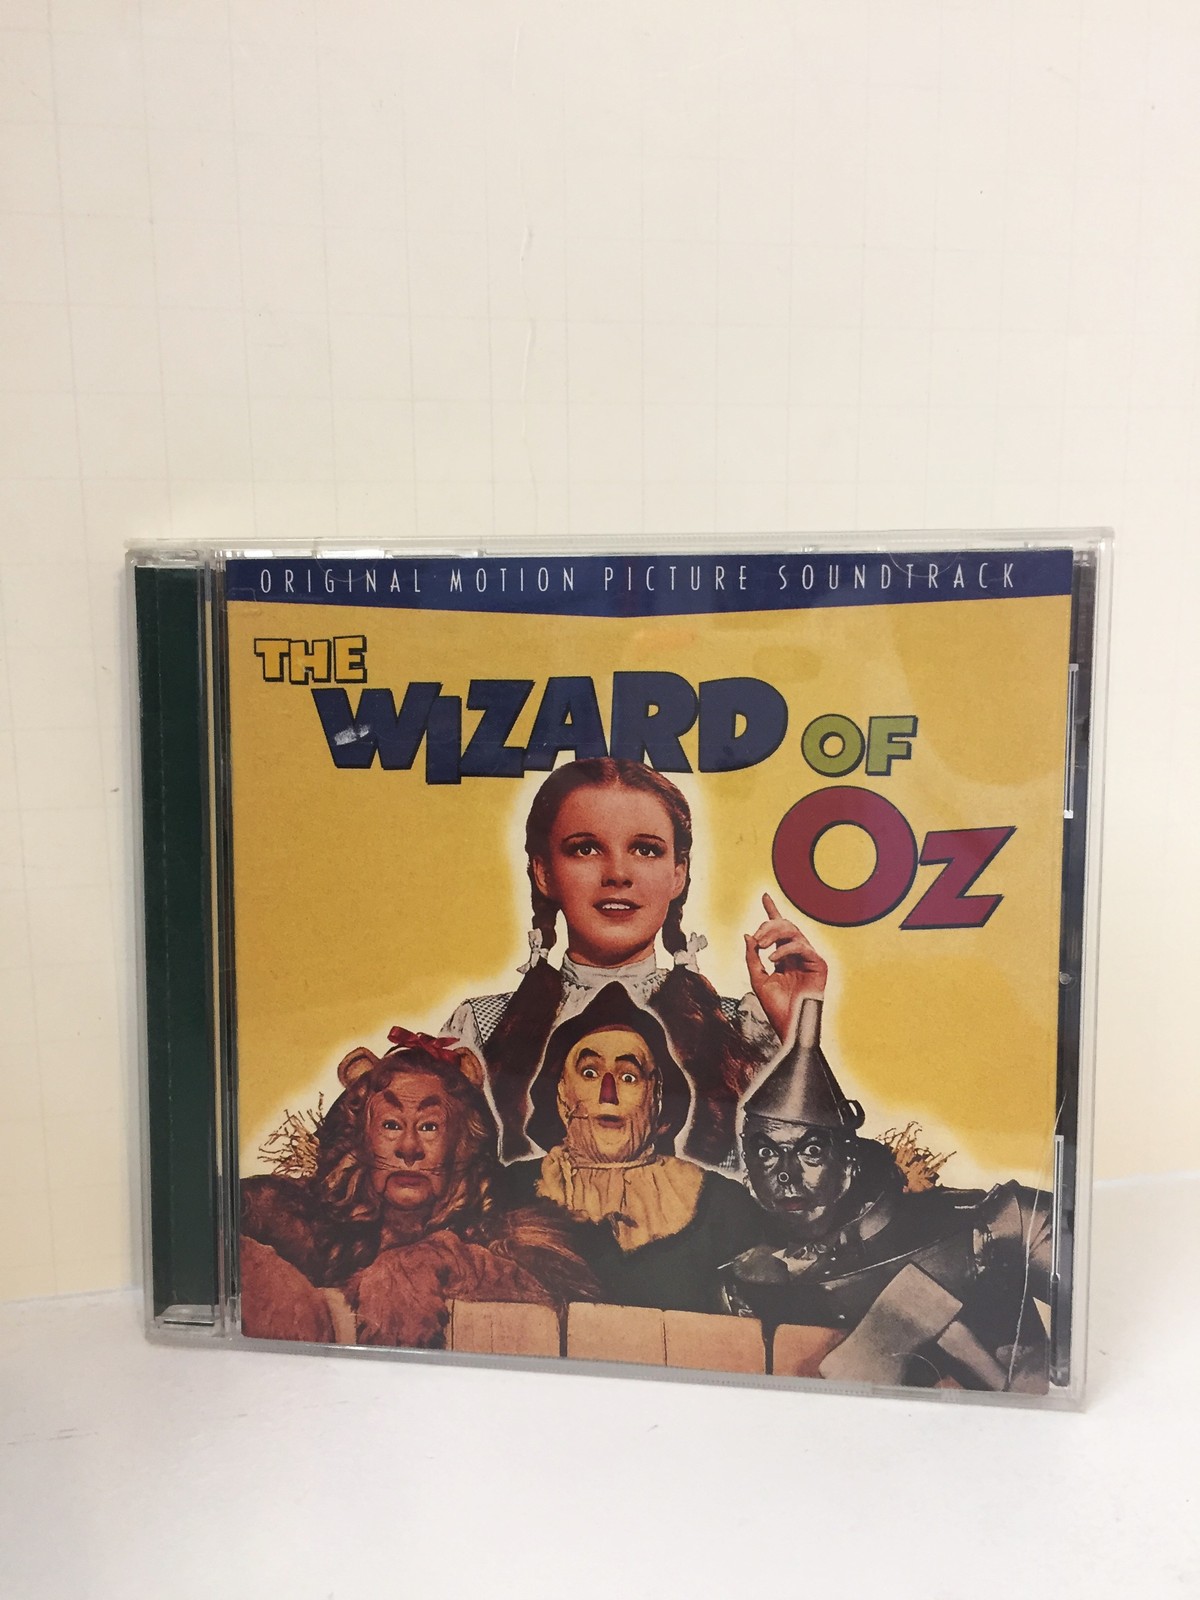 ORIGINAL MOTION PICTURE SOUNDTRACK
THE
WIZARD OF
OZ